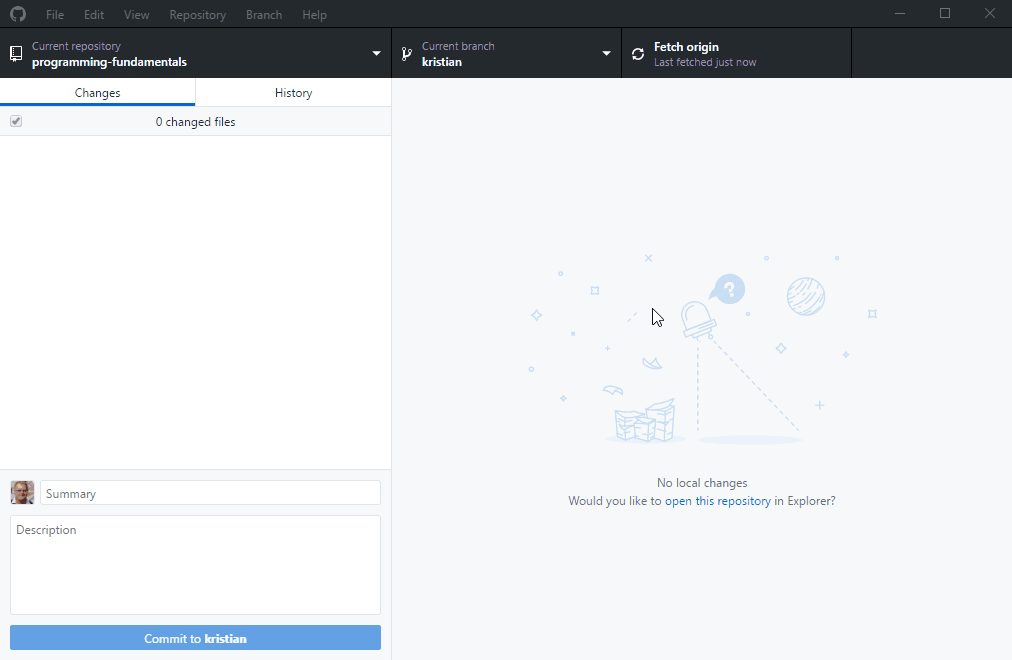 File Edit View Repository Branch Help
Current repository
programming-fundamentals
Current branch
kristian
Fetch origin
Last fetched just now
Changes
History
0 changed files
?
No local changes
Would you like to open this repository in Explorer?
Summary
Description
Commit to kristian